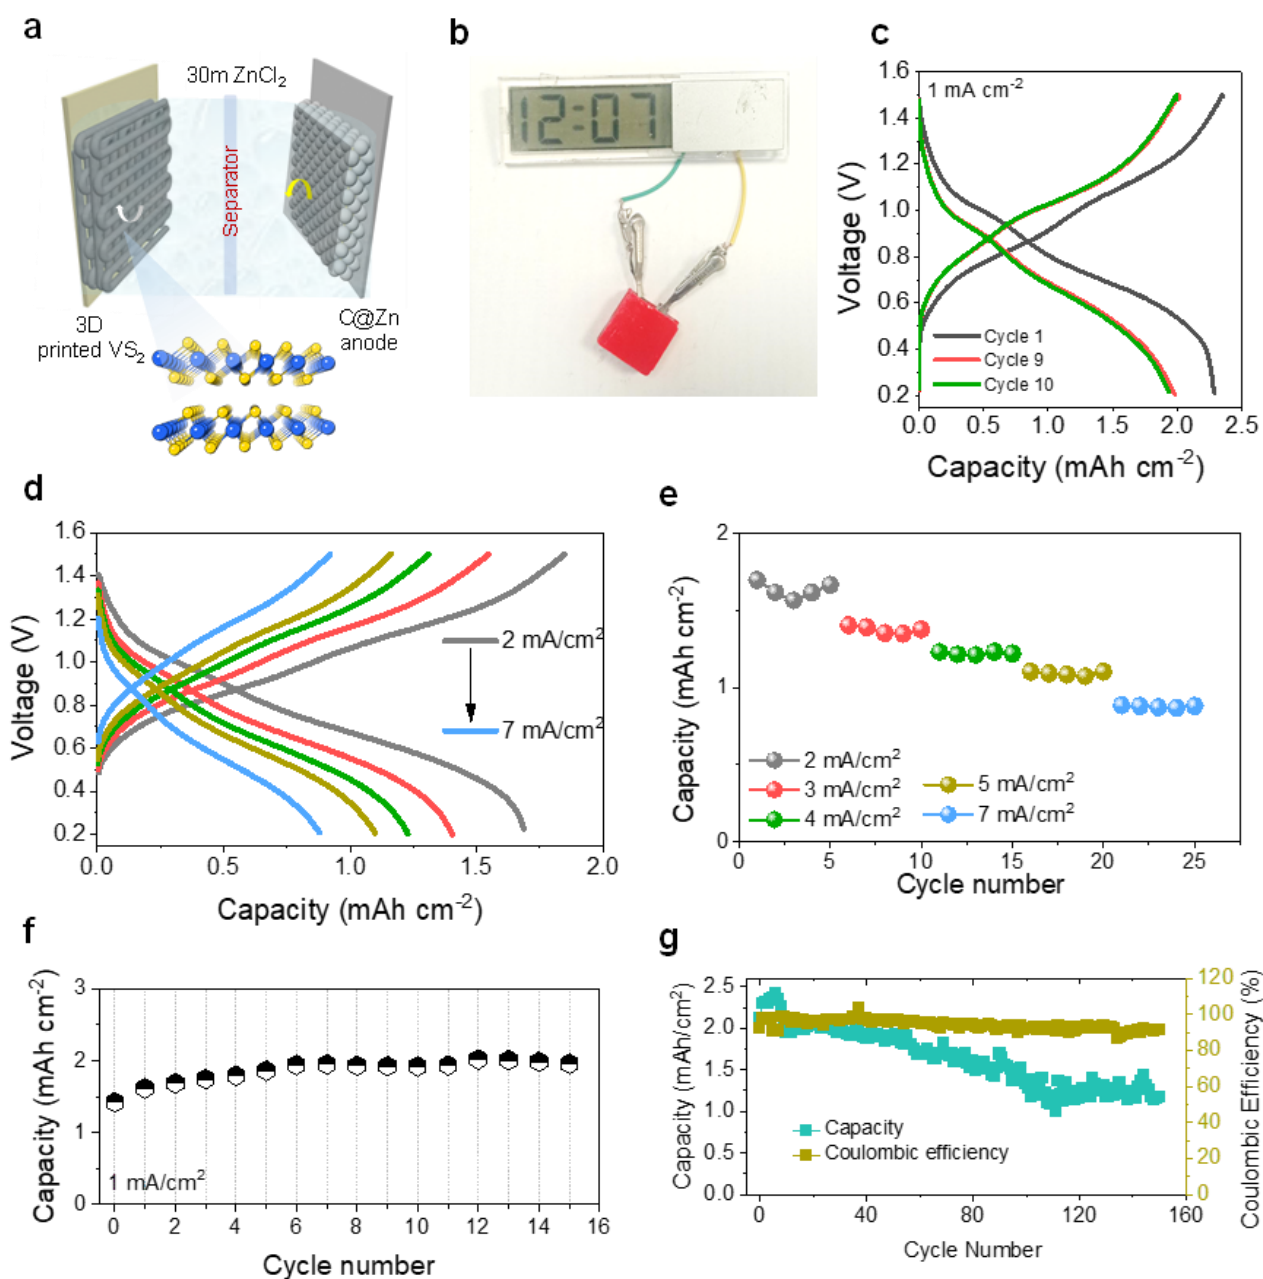 a
30m ZnCl₂
Separator
3D
printed VS₂
C@Zn
anode
b
12:07
c
1 mA cm⁻²
Voltage (V)
1.6
1.4
1.2
1.0
0.8
0.6
0.4
0.2
Cycle 1
Cycle 9
Cycle 10
0.0
0.5
1.0
1.5
2.0
2.5
Capacity (mAh cm⁻²)
d
Voltage (V)
1.6
1.4
1.2
1.0
0.8
0.6
0.4
0.2
2 mA/cm²
7 mA/cm²
0.0
0.5
1.0
1.5
2.0
Capacity (mAh cm⁻²)
e
Capacity (mAh cm⁻²)
2
1
0
2 mA/cm²
3 mA/cm²
4 mA/cm²
5 mA/cm²
7 mA/cm²
0
5
10
15
20
25
Cycle number
f
Capacity (mAh cm⁻²)
3
2
1
0
1 mA/cm²
0
2
4
6
8
10
12
14
16
Cycle number
g
Capacity (mAh/cm²)
2.5
2.0
1.5
1.0
0.5
0.0
Capacity
Coulombic efficiency
120
100
80
60
40
20
0
Coulombic Efficiency (%)
0
40
80
120
160
Cycle Number